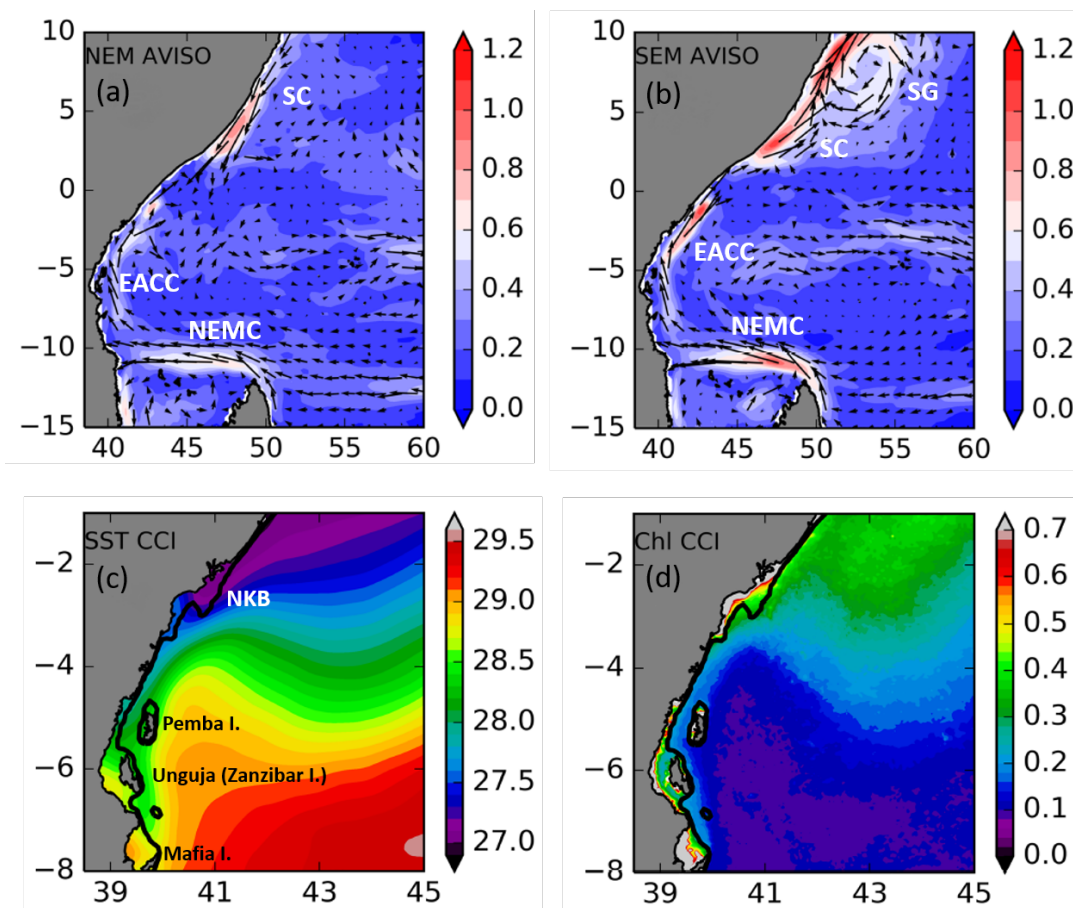 NEM AVISO
(a)
SC
EACC
NEMC
10
5
0
−5
−10
−15
40 45 50 55 60
1.2
1.0
0.8
0.6
0.4
0.2
0.0
SEM AVISO
(b)
SG
SC
EACC
NEMC
10
5
0
−5
−10
−15
40 45 50 55 60
1.2
1.0
0.8
0.6
0.4
0.2
0.0
SST CCI
(c)
NKB
Pemba I.
Unguja (Zanzibar I.)
Mafia I.
−2
−4
−6
−8
39 41 43 45
29.5
29.0
28.5
28.0
27.5
27.0
Chl CCI
(d)
−2
−4
−6
−8
39 41 43 45
0.7
0.6
0.5
0.4
0.3
0.2
0.1
0.0